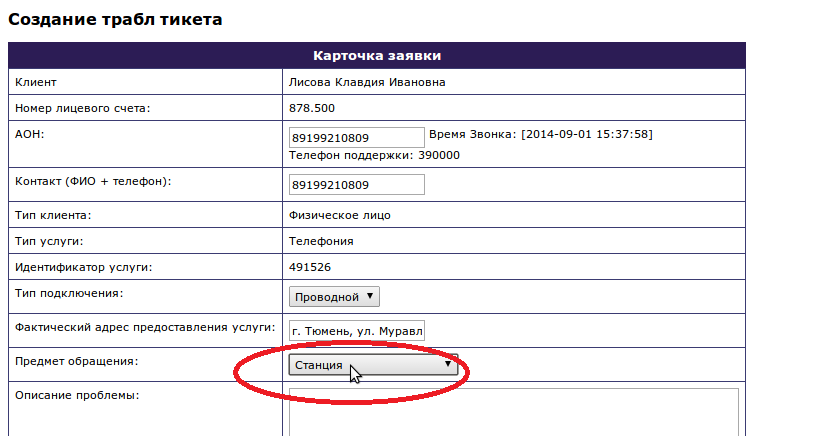 Создание трабл тикета
Карточка заявки
Клиент Лисова Клавдия Ивановна
Номер лицевого счета: 878.500
АОН: 89199210809 Время Звонка: [2014-09-01 15:37:58]
Телефон поддержки: 390000
Контакт (ФИО + телефон): 89199210809
Тип клиента: Физическое лицо
Тип услуги: Телефония
Идентификатор услуги: 491526
Тип подключения: Проводной
Фактический адрес предоставления услуги: г. Тюмень, ул. Муравл
Предмет обращения: Станция
Описание проблемы: